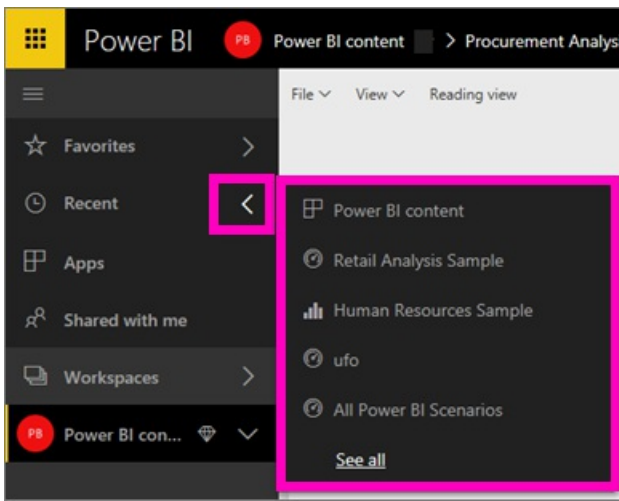 Power BI PB Power BI content > Procurement Analys
File View Reading view
Favorites
Recent
Apps
Shared with me
Workspaces
PB Power BI con...
Power BI content
Retail Analysis Sample
Human Resources Sample
ufo
All Power BI Scenarios
See all